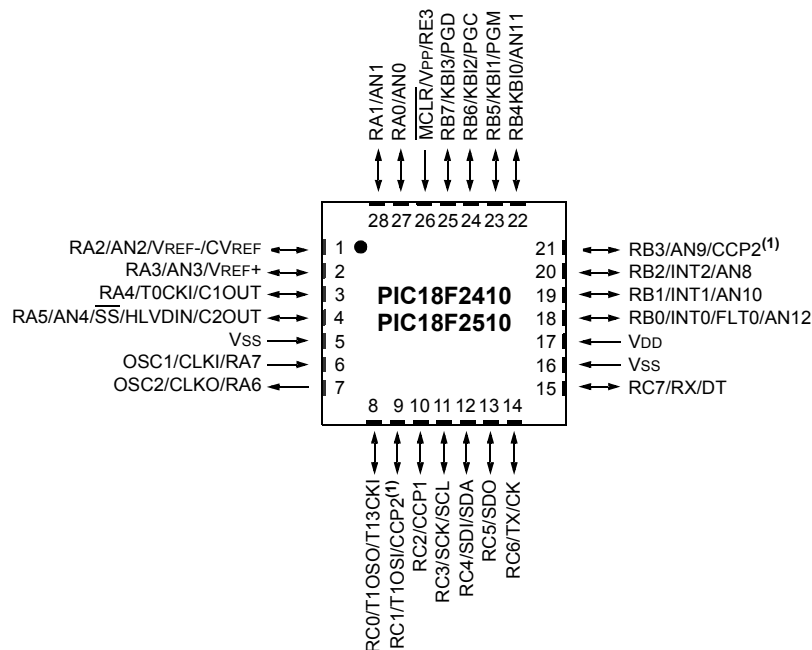 RA1/AN1
RA0/AN0
MCLR/VPP/RE3
RB7/KBI3/PGD
RB6/KBI2/PGC
RB5/KBI1/PGM
RB4KBI0/AN11
28 27 26 25 24 23 22
RA2/AN2/VREF-/CVREF 1
RA3/AN3/VREF+ 2
RA4/T0CKI/C1OUT 3
RA5/AN4/SS/HLVDIN/C2OUT 4
VSS 5
OSC1/CLKI/RA7 6
OSC2/CLKO/RA6 7
PIC18F2410
PIC18F2510
21 RB3/AN9/CCP2(1)
20 RB2/INT2/AN8
19 RB1/INT1/AN10
18 RB0/INT0/FLT0/AN12
17 VDD
16 VSS
15 RC7/RX/DT
8 9 10 11 12 13 14
RC0/T1OSO/T13CKI
RC1/T1OSI/CCP2(1)
RC2/CCP1
RC3/SCK/SCL
RC4/SDI/SDA
RC5/SDO
RC6/TX/CK